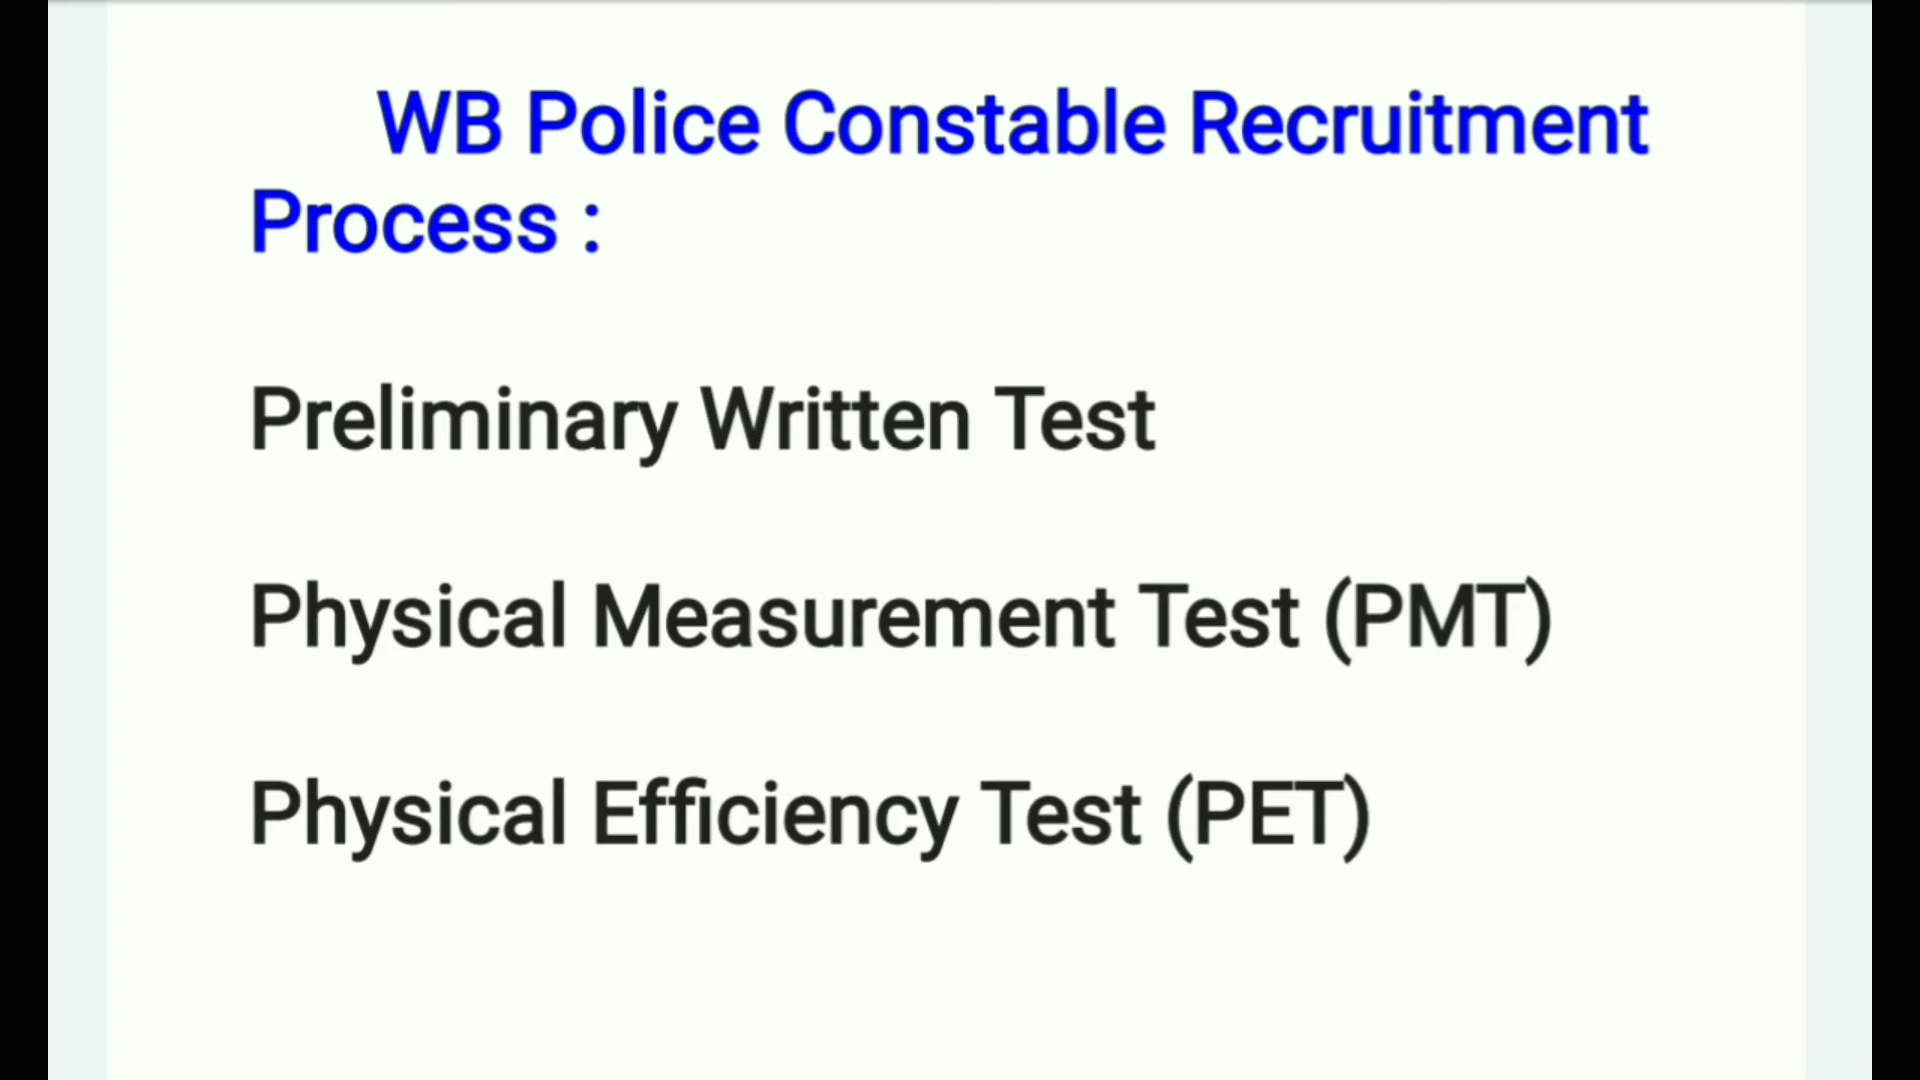 WB Police Constable Recruitment
Process :
Preliminary Written Test
Physical Measurement Test (PMT)
Physical Efficiency Test (PET)